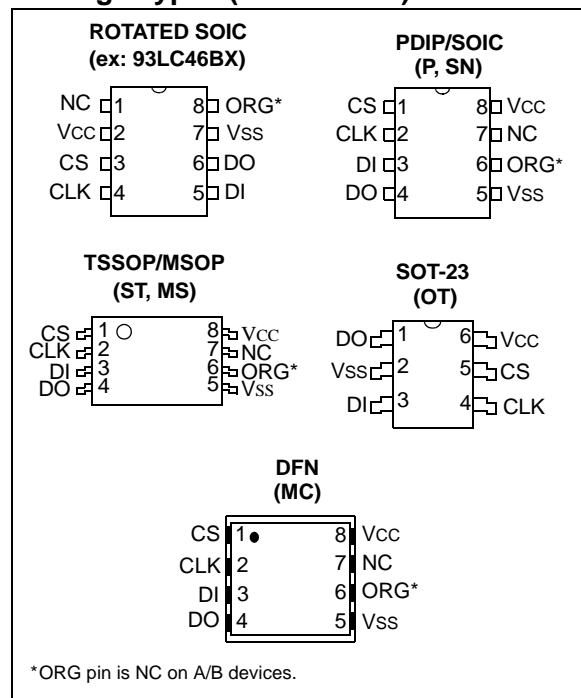 ROTATED SOIC
(ex: 93LC46BX)
NC 1 8 ORG*
VCC 2 7 VSS
CS 3 6 DO
CLK 4 5 DI
PDIP/SOIC
(P, SN)
CS 1 8 VCC
CLK 2 7 NC
DI 3 6 ORG*
DO 4 5 VSS
TSSOP/MSOP
(ST, MS)
CS 1 8 VCC
CLK 2 7 NC
DI 3 6 ORG*
DO 4 5 VSS
SOT-23
(OT)
DO 1 6 VCC
VSS 2 5 CS
DI 3 4 CLK
DFN
(MC)
CS 1 8 VCC
CLK 2 7 NC
DI 3 6 ORG*
DO 4 5 VSS
*ORG pin is NC on A/B devices.